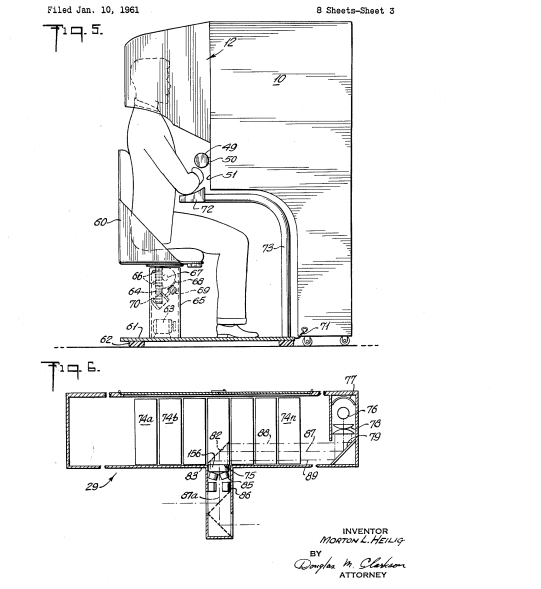 Filed Jan. 10, 1961 8 Sheets-Sheet 3
Fig. 5.
12
10
49
50
51
72
60
73
66 67
68
64 69
70 65
63
61 71
62
Fig. 6.
77
74a 74b 74n 76
78
82 88 87 79
166
83 75 89
29 85
87a 86
INVENTOR
MORTON L. HEILIG
BY
Douglas M. Clarkson
ATTORNEY